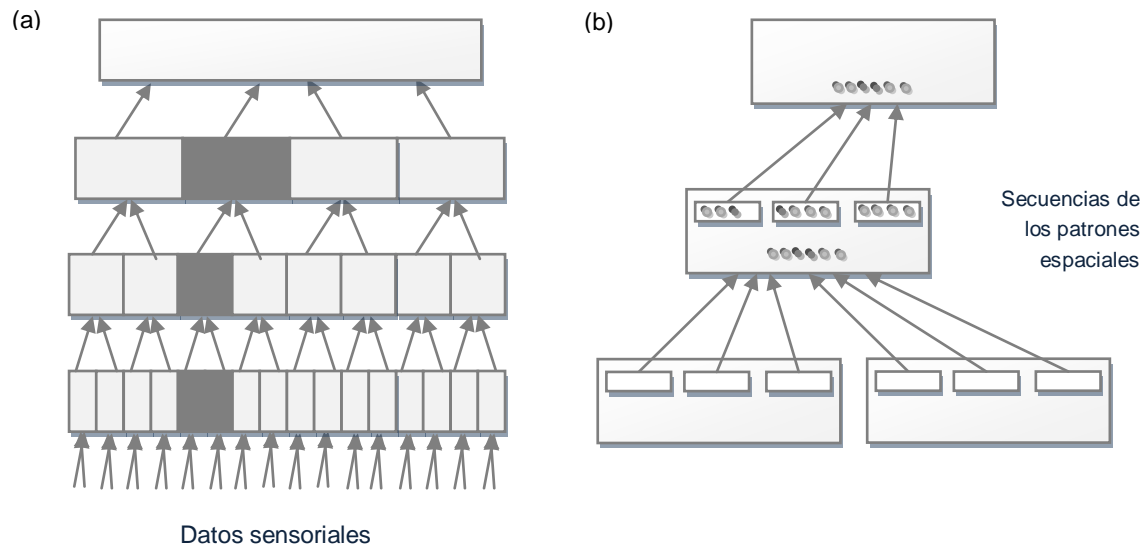 (a)
(b)
Secuencias de
los patrones
espaciales
Datos sensoriales